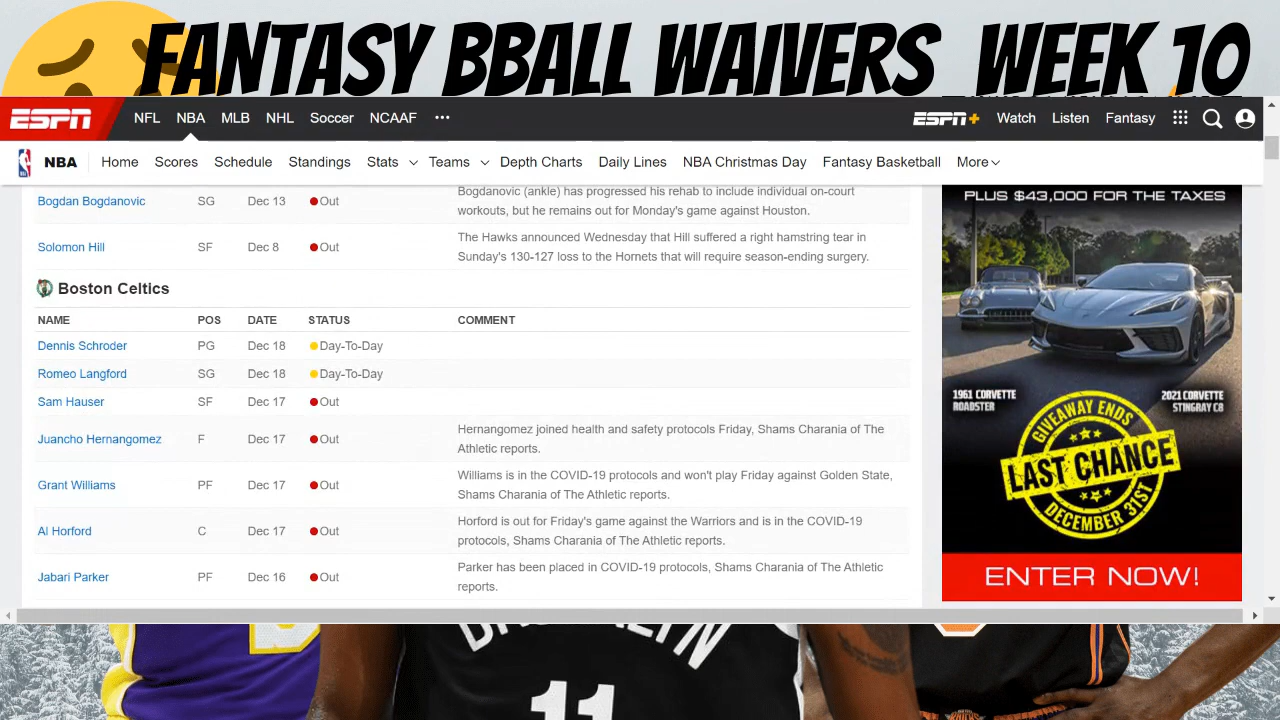 FANTASY BBALL WAIVERS WEEK 10
ESPN NFL NBA MLB NHL Soccer NCAAF ••• ESPN+ Watch Listen Fantasy
NBA Home Scores Schedule Standings Stats Teams Depth Charts Daily Lines NBA Christmas Day Fantasy Basketball More
Bogdan Bogdanovic SG Dec 13 Out Bogdanovic (ankle) has progressed his rehab to include individual on-court
workouts, but he remains out for Monday's game against Houston.
Solomon Hill SF Dec 8 Out The Hawks announced Wednesday that Hill suffered a right hamstring tear in
Sunday's 130-127 loss to the Hornets that will require season-ending surgery.
Boston Celtics
NAME POS DATE STATUS COMMENT
Dennis Schroder PG Dec 18 Day-To-Day
Romeo Langford SG Dec 18 Day-To-Day
Sam Hauser SF Dec 17 Out
Juancho Hernangomez F Dec 17 Out Hernangomez joined health and safety protocols Friday, Shams Charania of The
Athletic reports.
Grant Williams PF Dec 17 Out Williams is in the COVID-19 protocols and won't play Friday against Golden State,
Shams Charania of The Athletic reports.
Al Horford C Dec 17 Out Horford is out for Friday's game against the Warriors and is in the COVID-19
protocols, Shams Charania of The Athletic reports.
Jabari Parker PF Dec 16 Out Parker has been placed in COVID-19 protocols, Shams Charania of The Athletic
reports.
PLUS $43,000 FOR THE TAXES
1961 CORVETTE
ROADSTER
2021 CORVETTE
STINGRAY C8
GIVEAWAY ENDS
LAST CHANCE
DECEMBER 31ST
ENTER NOW!
BROOKLYN
11